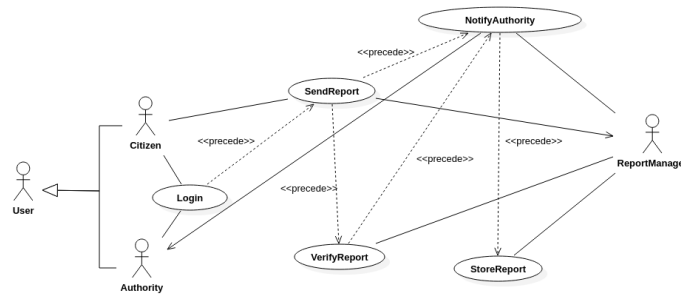 NotifyAuthority
<<precede>>
SendReport
Citizen
<<precede>>
<<precede>>
<<precede>>
ReportManage
User
Login
<<precede>>
VerifyReport
StoreReport
Authority